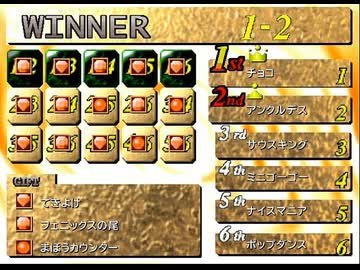 WINNER
1-2
1st チョコ 1
2nd アンクルデス 2
3rd サウスキング 3
4th ミニゴーゴー 4
5th ナイスマニア 5
6th ポップダンス 6
GIFT
てきよけ
フェニックスの尾
まほうカウンター